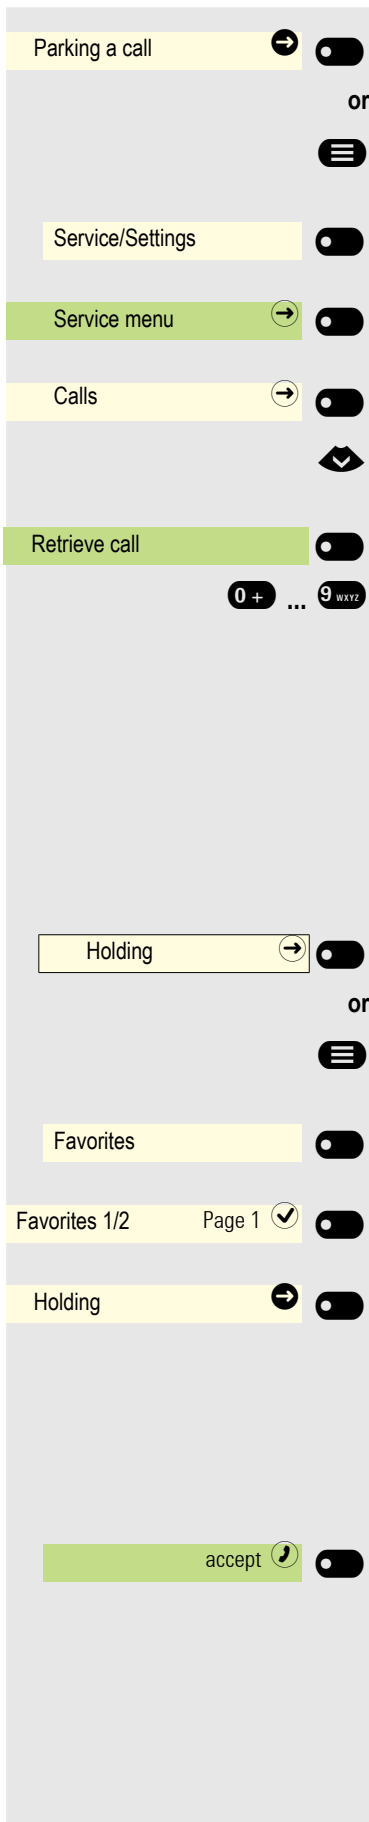 Parking a call
or
Service/Settings
Service menu
Calls
Retrieve call
0 + ... 9 WXYZ
Holding
or
Favorites
Favorites 1/2 Page 1
Holding
accept